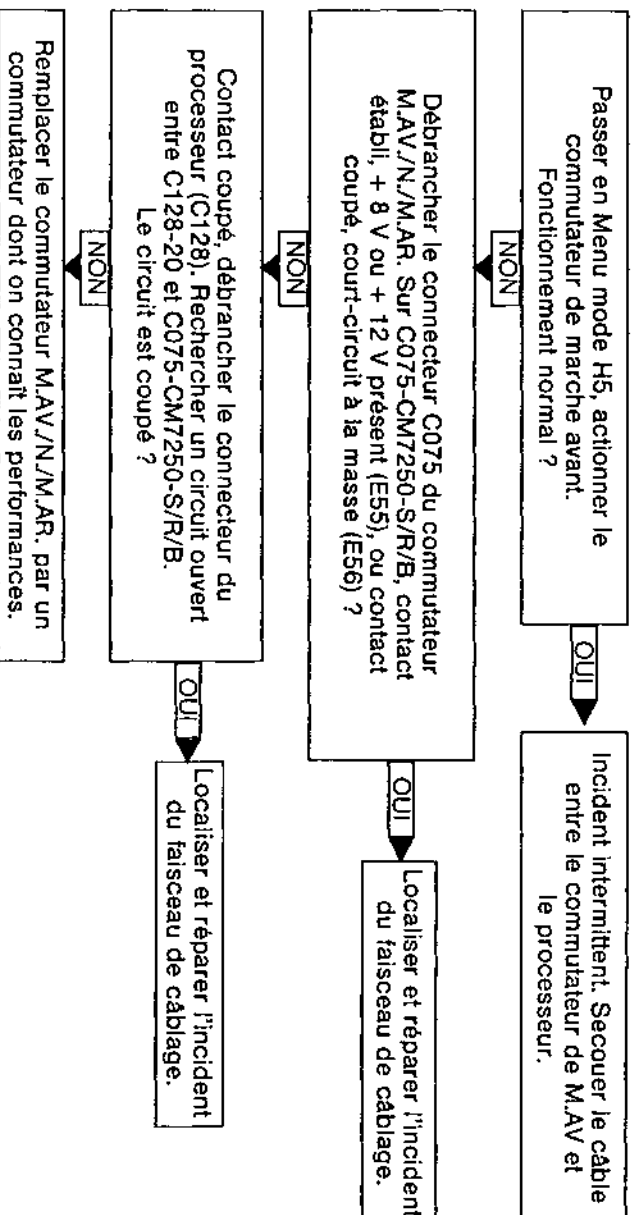 Passer en Menu mode H5, actionner le
commutateur de marche avant.
Fonctionnement normal ?
OUI
Incident intermittent. Secouer le câble
entre le commutateur de M.AV et
le processeur.
NON
Débrancher le connecteur C075 du commutateur
M.AV./N./M.AR. Sur C075-CM7250-S/R/B, contact
établi, + 8 V ou + 12 V présent (E55), ou contact
coupé, court-circuit à la masse (E56) ?
OUI
Localiser et réparer l'incident
du faisceau de câblage.
NON
Contact coupé, débrancher le connecteur du
processeur (C128). Rechercher un circuit ouvert
entre C128-20 et C075-CM7250-S/R/B.
Le circuit est coupé ?
OUI
Localiser et réparer l'incident
du faisceau de câblage.
NON
Remplacer le commutateur M.AV./N./M.AR. par un
commutateur dont on connaît les performances.